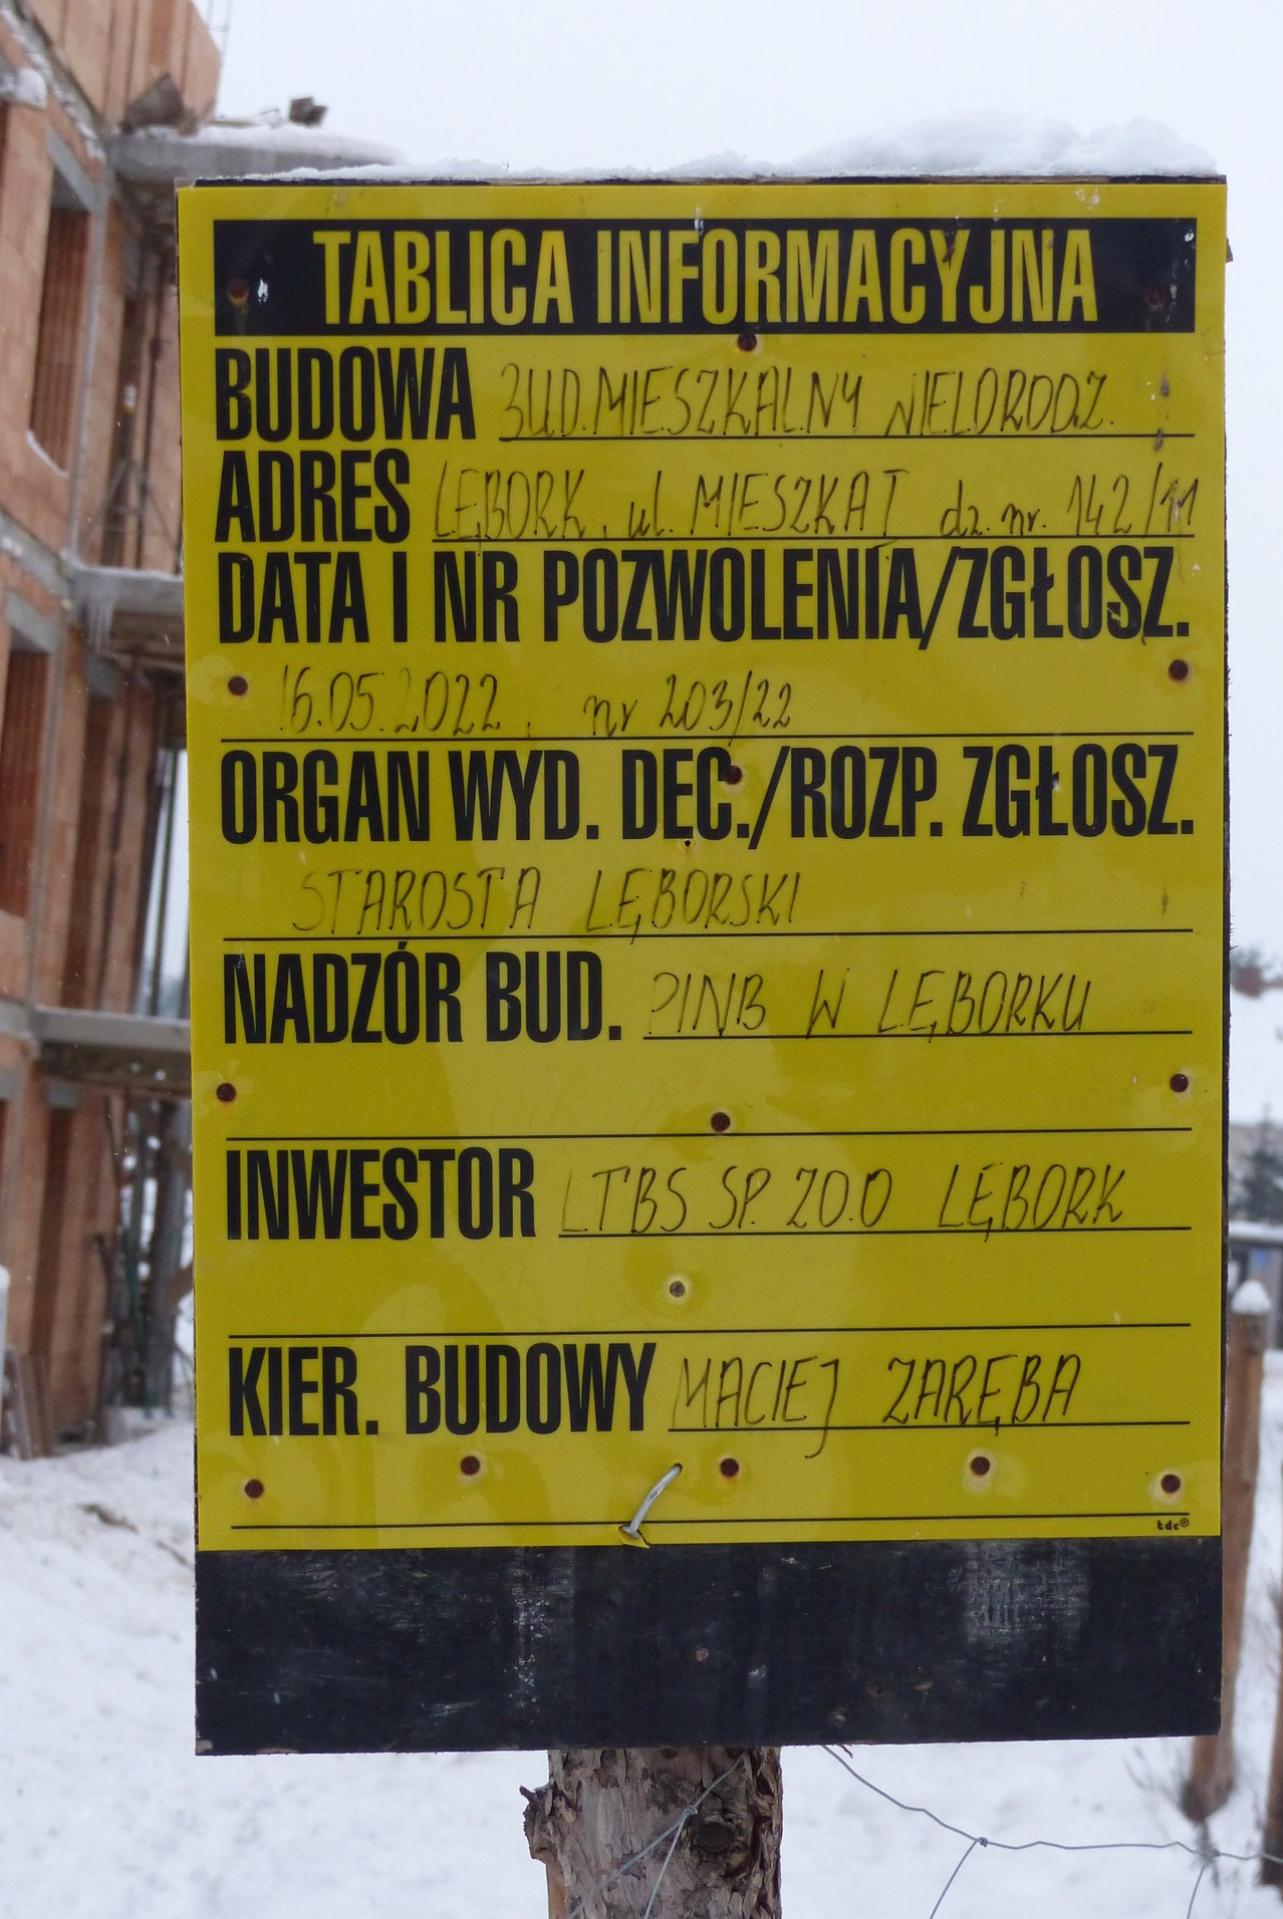 TABLICA INFORMACYJNA
BUDOWA BUD. MIESZKALNY WIELORODZ.
ADRES LĘBORK, ul. MIESZKA I dz. nr. 142/11
DATA I NR POZWOLENIA/ZGŁOSZ.
16.05.2022, nr 203/22
ORGAN WYD. DEC./ROZP. ZGŁOSZ.
STAROSTA LĘBORSKI
NADZÓR BUD. PINB W LĘBORKU
INWESTOR LTBS SP. ZO.O LĘBORK
KIER. BUDOWY MACIEJ ZARĘBA
tdc®